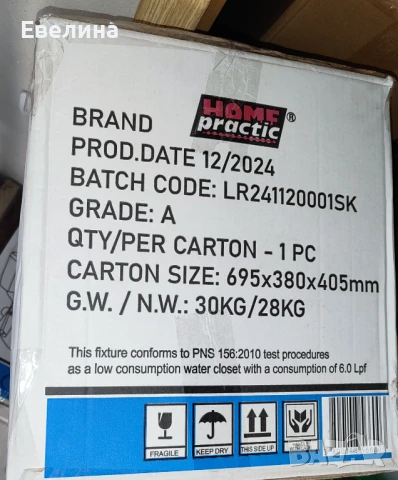 Евелина
HOME
practic®
BRAND
PROD.DATE 12/2024
BATCH CODE: LR241120001SK
GRADE: A
QTY/PER CARTON - 1 PC
CARTON SIZE: 695x380x405mm
G.W. / N.W.: 30KG/28KG
This fixture conforms to PNS 156:2010 test procedures
as a low consumption water closet with a consumption of 6.0 Lpf
FRAGILE
KEEP DRY
THIS SIDE UP
BAZAR